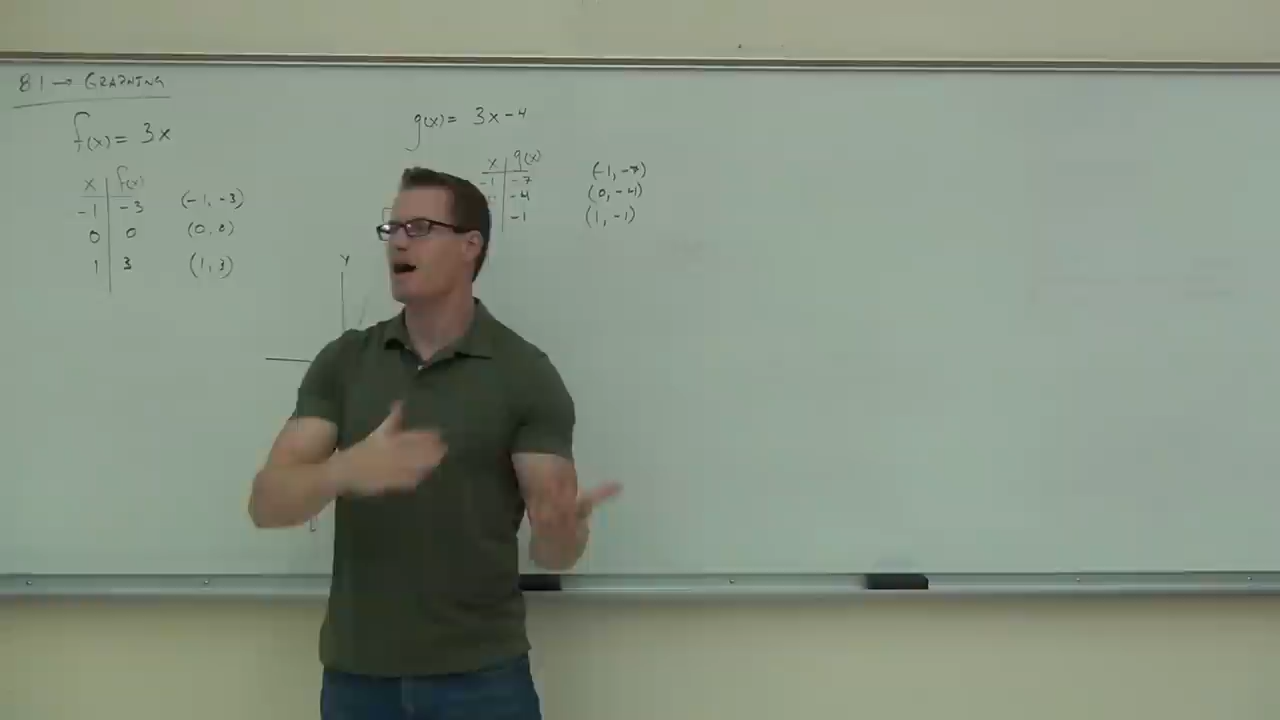 8.1 → GRAPHING
f(x) = 3x
x f(x)
-1 -3 (-1, -3)
0 0 (0, 0)
1 3 (1, 3)
g(x) = 3x-4
x g(x)
-1 -7 (-1, -7)
-4 (0, -4)
-1 (1, -1)
Y